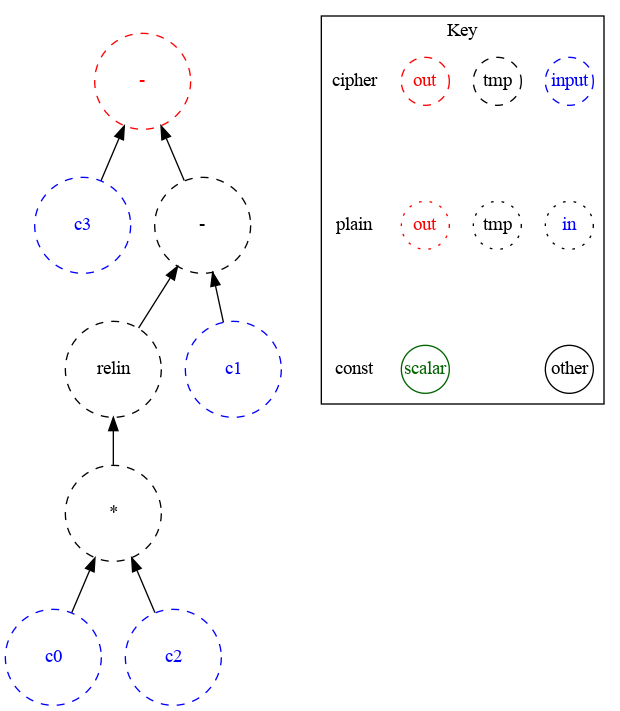 -
c3
-
relin
c1
*
c0
c2
Key
cipher out tmp input
plain out tmp in
const scalar other